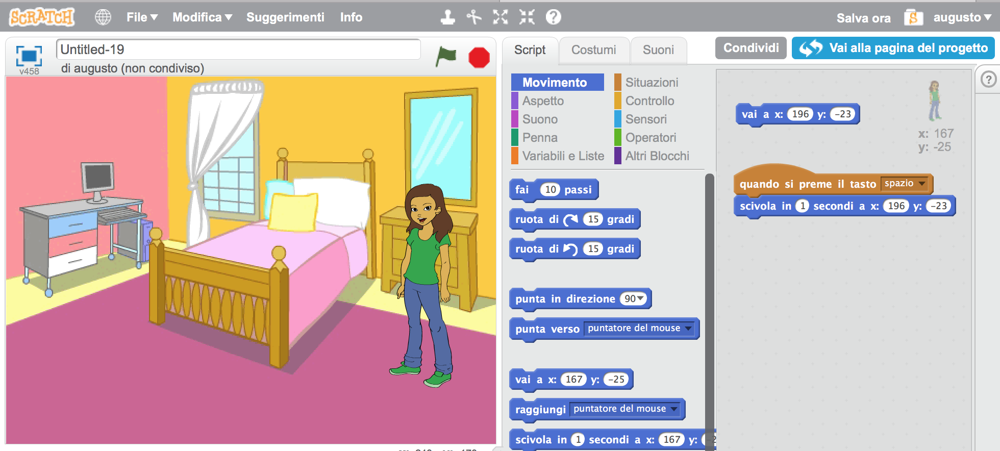 SCRATCH File Modifica Suggerimenti Info Salva ora S augusto
Untitled-19
di augusto (non condiviso)
v458
Script Costumi Suoni Condividi Vai alla pagina del progetto
Movimento Situazioni
Aspetto Controllo
Suono Sensori
Penna Operatori
Variabili e Liste Altri Blocchi
fai 10 passi
ruota di 15 gradi
ruota di 15 gradi
punta in direzione 90
punta verso puntatore del mouse
vai a x: 167 y: -25
raggiungi puntatore del mouse
scivola in 1 secondi a x: 167 y:
vai a x: 196 y: -23
x: 167
y: -25
quando si preme il tasto spazio
scivola in 1 secondi a x: 196 y: -23
?